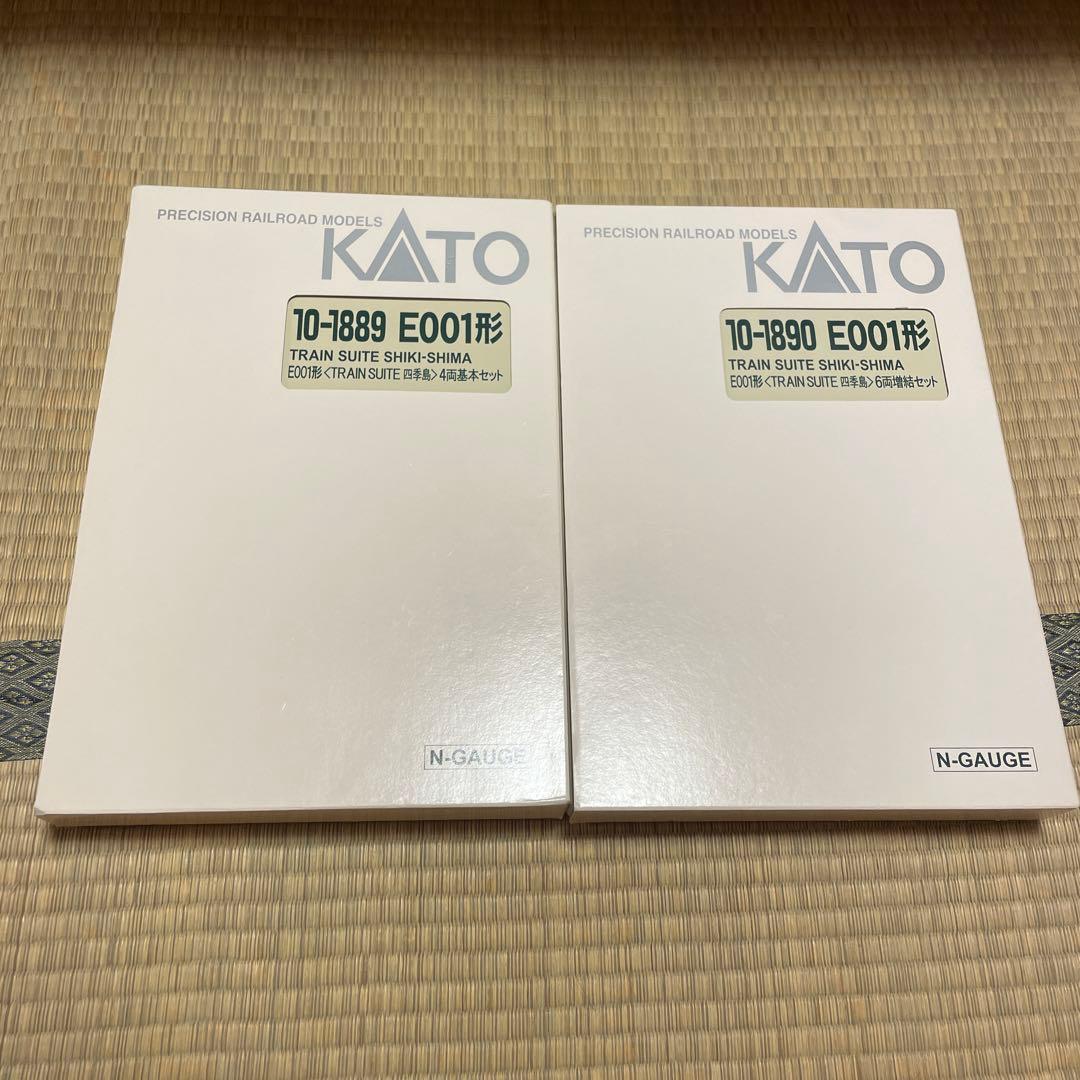 PRECISION RAILROAD MODELS
KATO
10-1889 E001形
TRAIN SUITE SHIKI-SHIMA
E001形〈TRAIN SUITE 四季島〉4両基本セット
N-GAUGE
PRECISION RAILROAD MODELS
KATO
10-1890 E001形
TRAIN SUITE SHIKI-SHIMA
E001形〈TRAIN SUITE 四季島〉6両増結セット
N-GAUGE